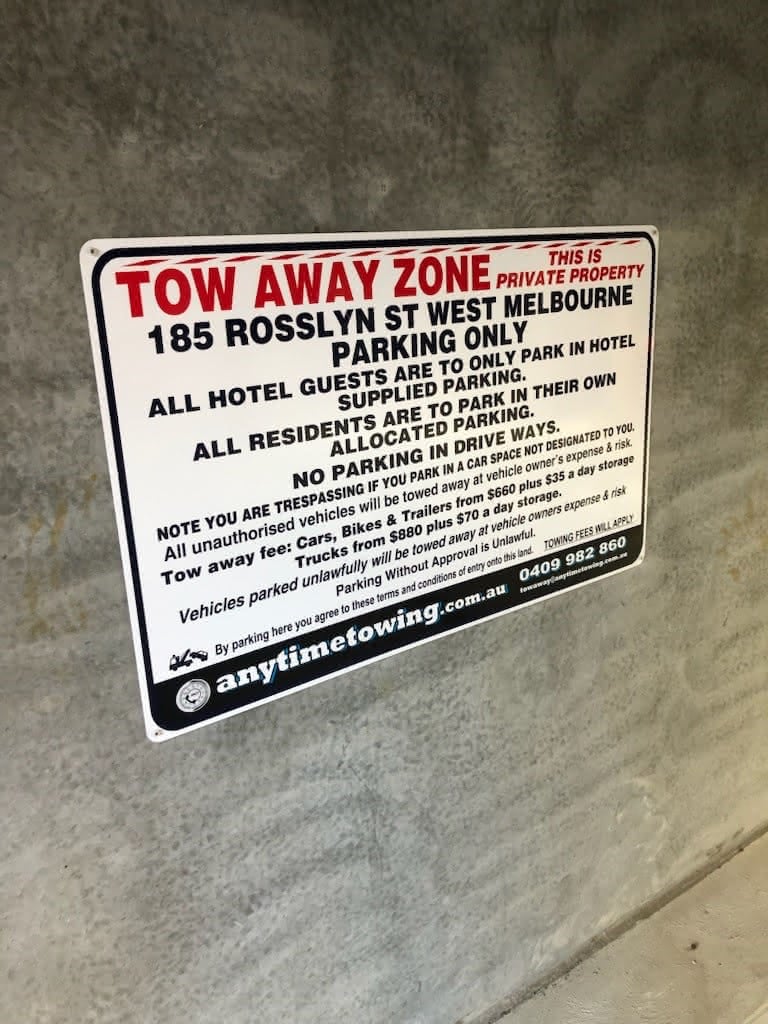 TOW AWAY ZONE THIS IS
PRIVATE PROPERTY
185 ROSSLYN ST WEST MELBOURNE
PARKING ONLY
ALL HOTEL GUESTS ARE TO ONLY PARK IN HOTEL
SUPPLIED PARKING.
ALL RESIDENTS ARE TO PARK IN THEIR OWN
ALLOCATED PARKING.
NO PARKING IN DRIVE WAYS.
NOTE YOU ARE TRESPASSING IF YOU PARK IN A CAR SPACE NOT DESIGNATED TO YOU.
All unauthorised vehicles will be towed away at vehicle owner's expense & risk.
Tow away fee: Cars, Bikes & Trailers from $660 plus $35 a day storage
Trucks from $880 plus $70 a day storage.
Vehicles parked unlawfully will be towed away at vehicle owners expense & risk
Parking Without Approval is Unlawful.
TOWING FEES WILL APPLY
By parking here you agree to these terms and conditions of entry onto this land.
anytimetowing.com.au
0409 982 860
towaway@anytimetowing.com.au